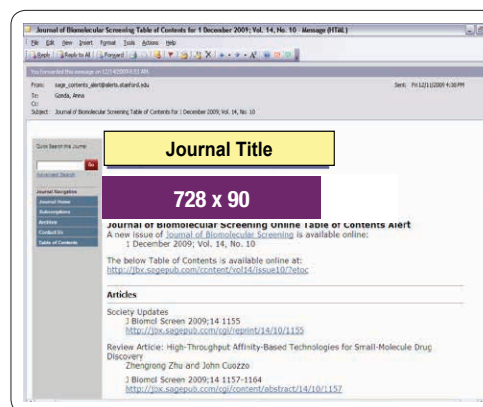 Journal of Biomolecular Screening Table of Contents for 1 December 2009; Vol. 14, No. 10 - Message (HTML)
File Edit View Insert Format Tools Actions Help
Reply Reply to All Forward
You forwarded this message on
From: sage_contents_alert@alerts.stanford.edu Sent: Fri 12/11/2009 4:30 PM
To: Gonda, Anna
Cc:
Subject: Journal of Biomolecular Screening Table of Contents for 1 December 2009; Vol. 14, No. 10
Quick Search this Journal
Go
Advanced Search
Journal Navigation
Journal Home
Subscriptions
Archive
Contact Us
Table of Contents
Journal Title
728 x 90
Journal of Biomolecular Screening Online Table of Contents Alert
A new issue of Journal of Biomolecular Screening is available online:
1 December 2009; Vol. 14, No. 10
The below Table of Contents is available online at:
http://jbx.sagepub.com/content/vol14/issue10/?etoc
Articles
Society Updates
J Biomol Screen 2009;14 1155
http://jbx.sagepub.com/cgi/reprint/14/10/1155
Review Article: High-Throughput Affinity-Based Technologies for Small-Molecule Drug
Discovery
Zhengrong Zhu and John Cuozzo
J Biomol Screen 2009;14 1157-1164
http://jbx.sagepub.com/cgi/content/abstract/14/10/1157